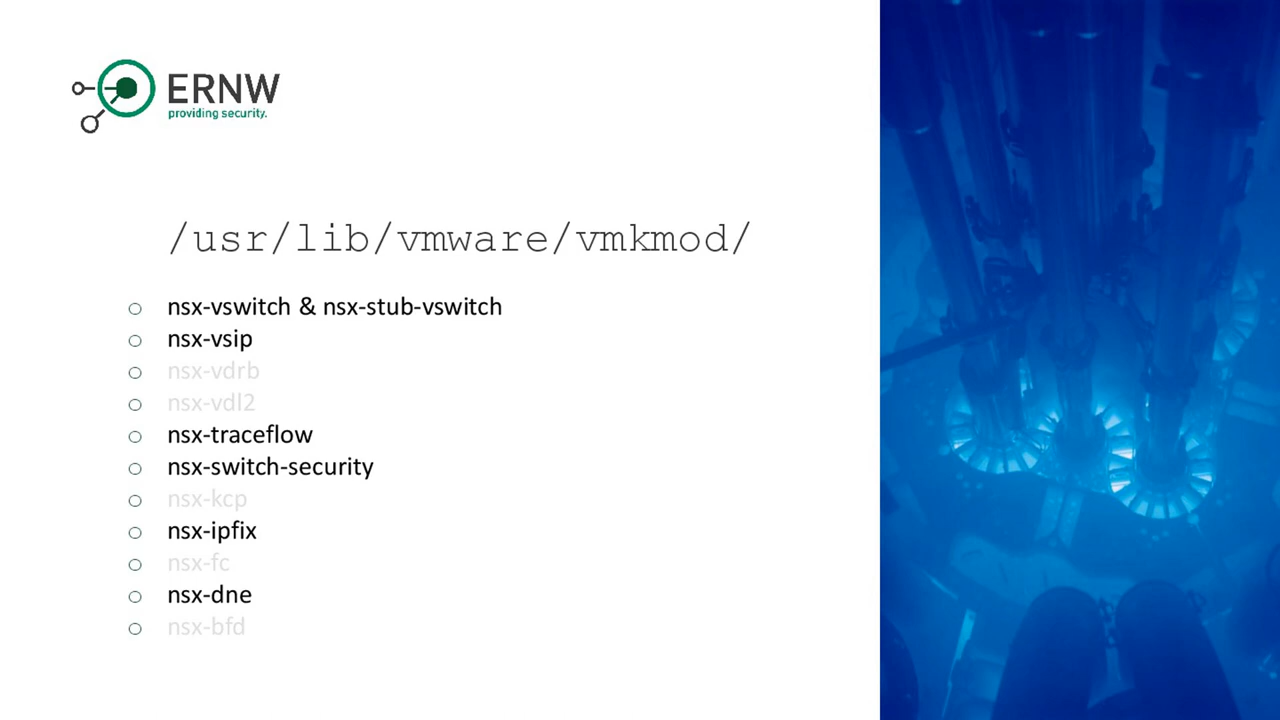 ERNW
providing security.
/usr/lib/vmware/vmkmod/
nsx-vswitch & nsx-stub-vswitch
nsx-vsip
nsx-vdrb
nsx-vdl2
nsx-traceflow
nsx-switch-security
nsx-kcp
nsx-ipfix
nsx-fc
nsx-dne
nsx-bfd